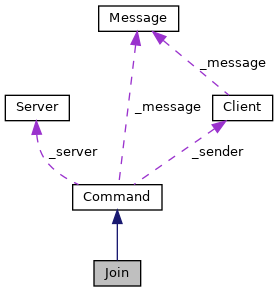 Message
_message
Server
Client
_message
_server
_sender
Command
Join